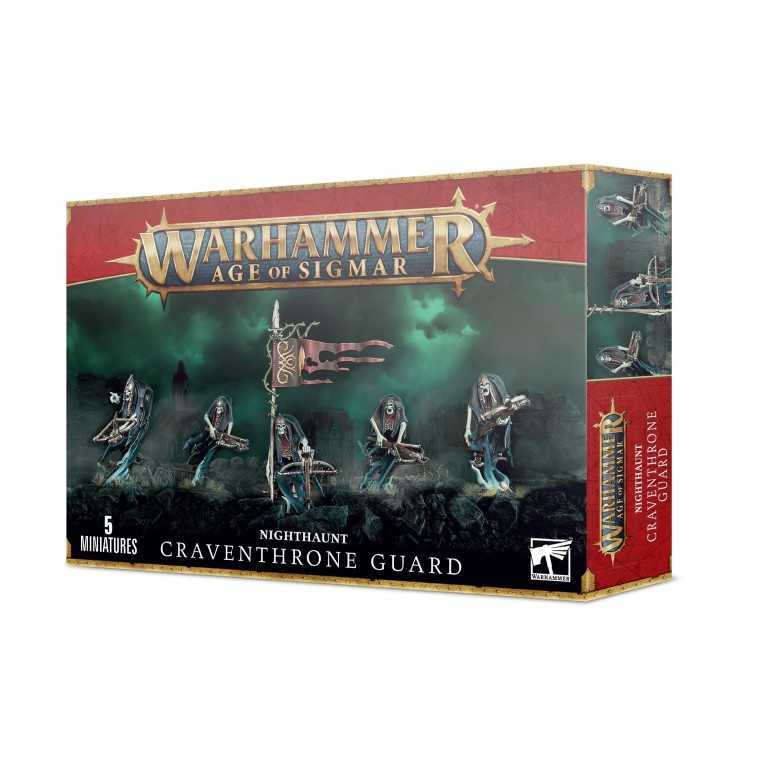 WARHAMMER
AGE OF SIGMAR
5
MINIATURES
NIGHTHAUNT
CRAVENTHRONE GUARD
WARHAMMER
WARHAMMER
AGE OF SIGMAR
NIGHTHAUNT
CRAVENTHRONE
GUARD